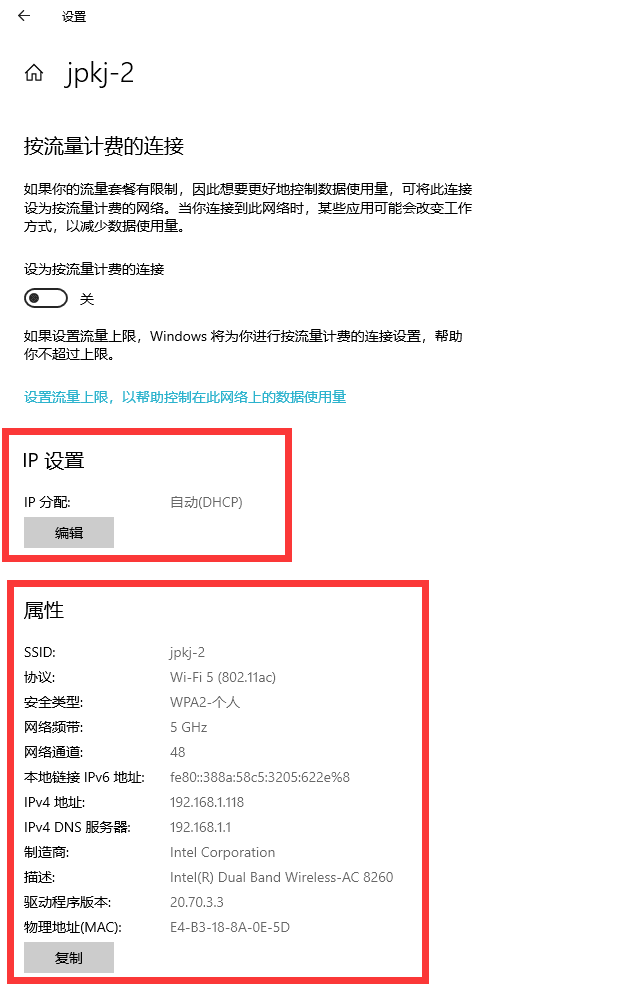 设置
jpkj-2
按流量计费的连接
如果你的流量套餐有限制，因此想要更好地控制数据使用量，可将此连接
设为按流量计费的网络。当你连接到此网络时，某些应用可能会改变工作
方式，以减少数据使用量。
设为按流量计费的连接
关
如果设置流量上限，Windows 将为你进行按流量计费的连接设置，帮助
你不超过上限。
设置流量上限，以帮助控制在此网络上的数据使用量
IP 设置
IP 分配: 自动(DHCP)
编辑
属性
SSID: jpkj-2
协议: Wi-Fi 5 (802.11ac)
安全类型: WPA2-个人
网络频带: 5 GHz
网络通道: 48
本地链接 IPv6 地址: fe80::388a:58c5:3205:622e%8
IPv4 地址: 192.168.1.118
IPv4 DNS 服务器: 192.168.1.1
制造商: Intel Corporation
描述: Intel(R) Dual Band Wireless-AC 8260
驱动程序版本: 20.70.3.3
物理地址(MAC): E4-B3-18-8A-0E-5D
复制